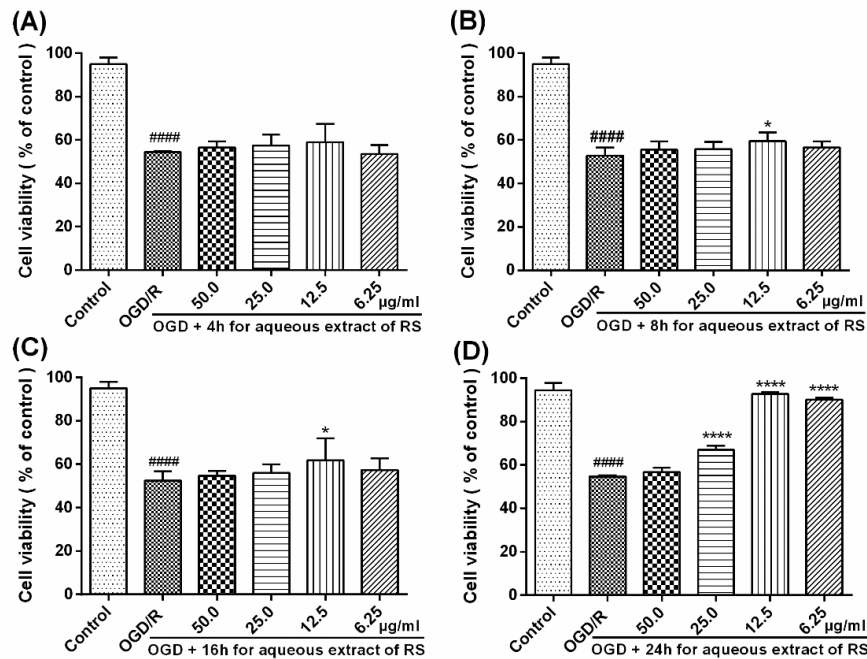 (A)
Cell viability ( % of control )
100
80
60
40
20
0
####
Control
OGD/R
50.0
25.0
12.5
6.25
µg/ml
OGD + 4h for aqueous extract of RS
(B)
Cell viability ( % of control )
100
80
60
40
20
0
####
*
Control
OGD/R
50.0
25.0
12.5
6.25
µg/ml
OGD + 8h for aqueous extract of RS
(C)
Cell viability ( % of control )
100
80
60
40
20
0
####
*
Control
OGD/R
50.0
25.0
12.5
6.25
µg/ml
OGD + 16h for aqueous extract of RS
(D)
Cell viability ( % of control )
100
80
60
40
20
0
####
****
****
****
Control
OGD/R
50.0
25.0
12.5
6.25
µg/ml
OGD + 24h for aqueous extract of RS